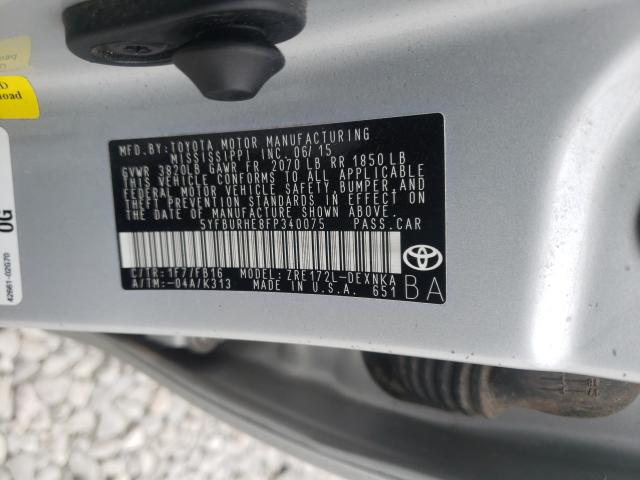 MFD. BY: TOYOTA MOTOR MANUFACTURING
MISSISSIPPI INC. 06/15
GVWR 3820LB GAWR FR 2070 LB RR 1850 LB
THIS VEHICLE CONFORMS TO ALL APPLICABLE
FEDERAL MOTOR VEHICLE SAFETY, BUMPER, AND
THEFT PREVENTION STANDARDS IN EFFECT ON
THE DATE OF MANUFACTURE SHOWN ABOVE.
5YFBURHE8FP340075 PASS.CAR
C/TR: 1F7/FB16 MODEL: ZRE172L-DEXNKA
A/TM: -04A/K313 MADE IN U.S.A. 651
BA
0G
42661-02G70